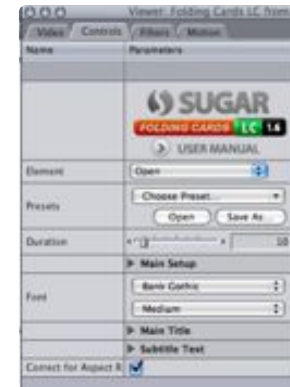 Viewer: Folding Cards LC from
Video Controls Filters Motion
Name Parameters
SUGAR
FOLDING CARDS LC 1.6
USER MANUAL
Element Open
Presets Choose Preset...
Open Save As...
Duration 10
Main Setup
Font Bank Gothic
Medium
Main Title
Subtitle Text
Correct for Aspect R